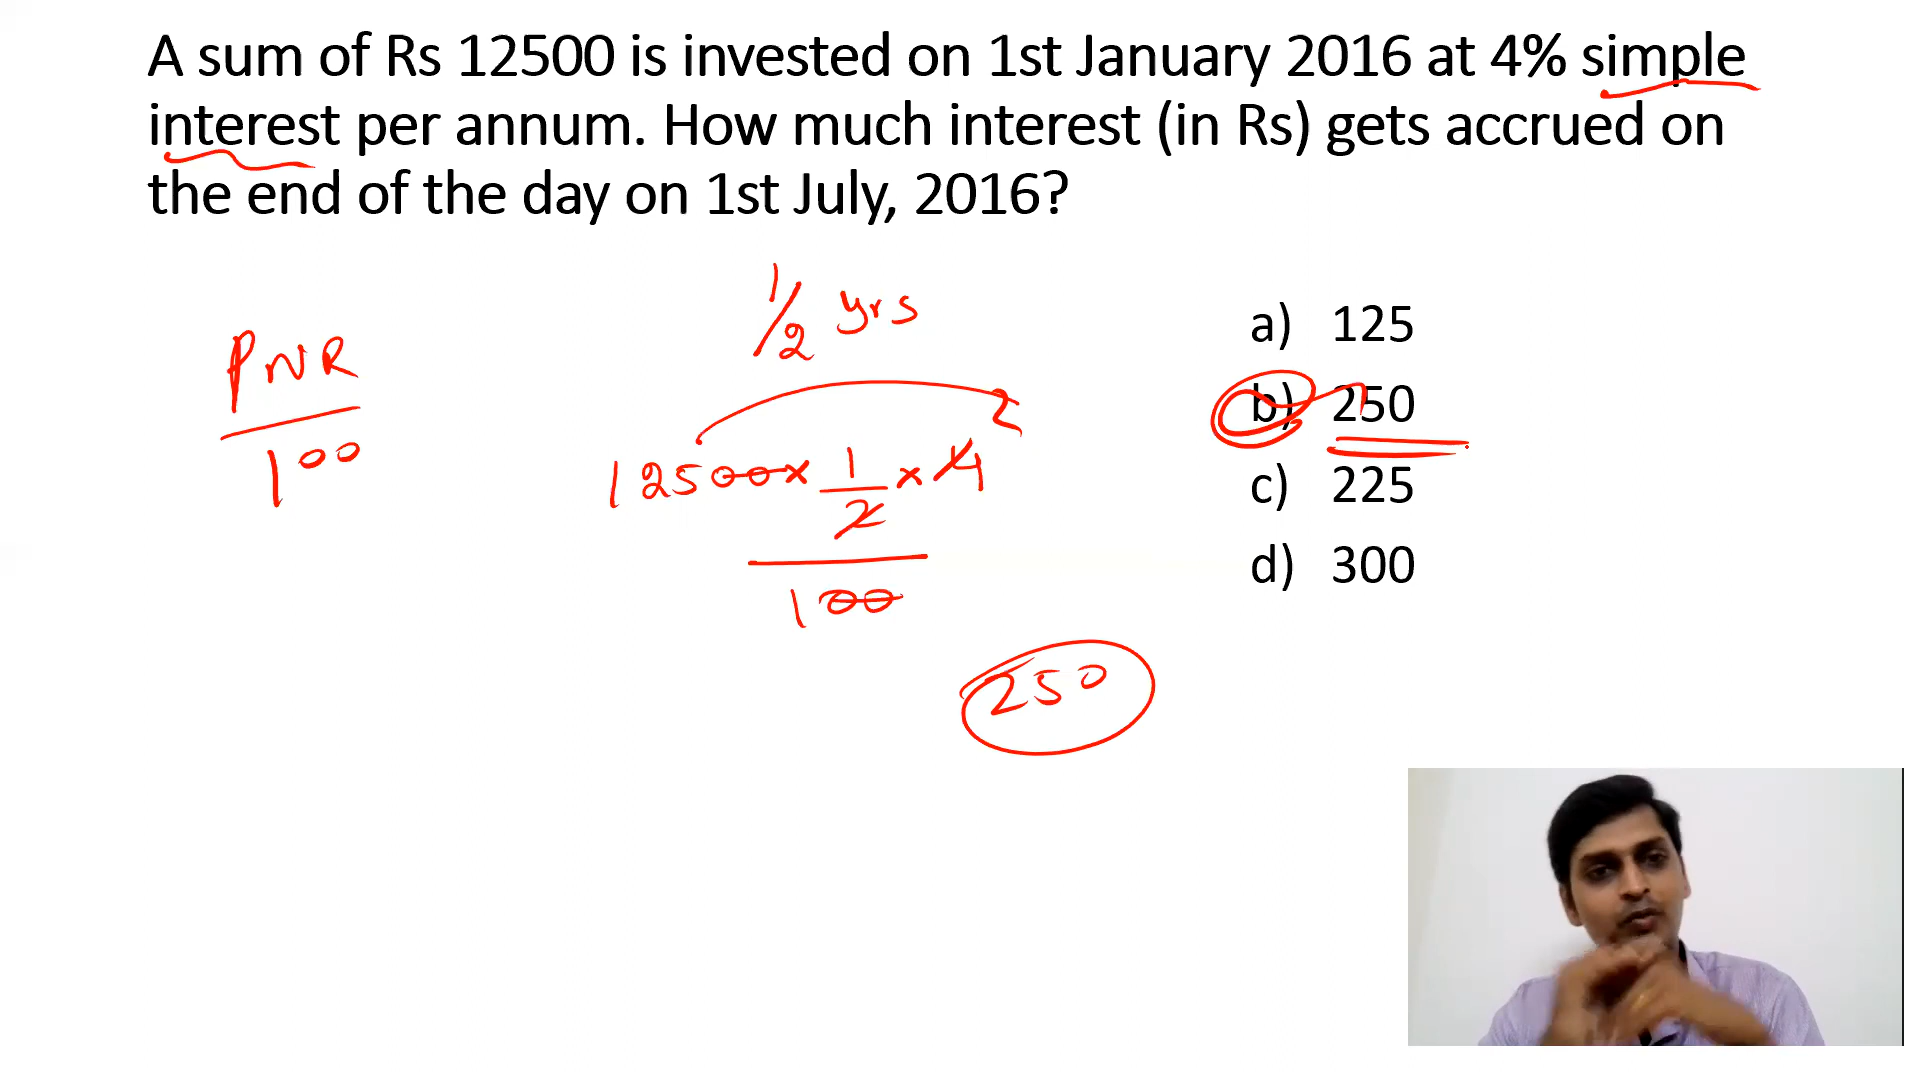 A sum of Rs 12500 is invested on 1st January 2016 at 4% simple
interest per annum. How much interest (in Rs) gets accrued on
the end of the day on 1st July, 2016?
1/2 yrs
PNR
100
2
12500 × 1/2 × 4
100
250
a) 125
b) 250
c) 225
d) 300